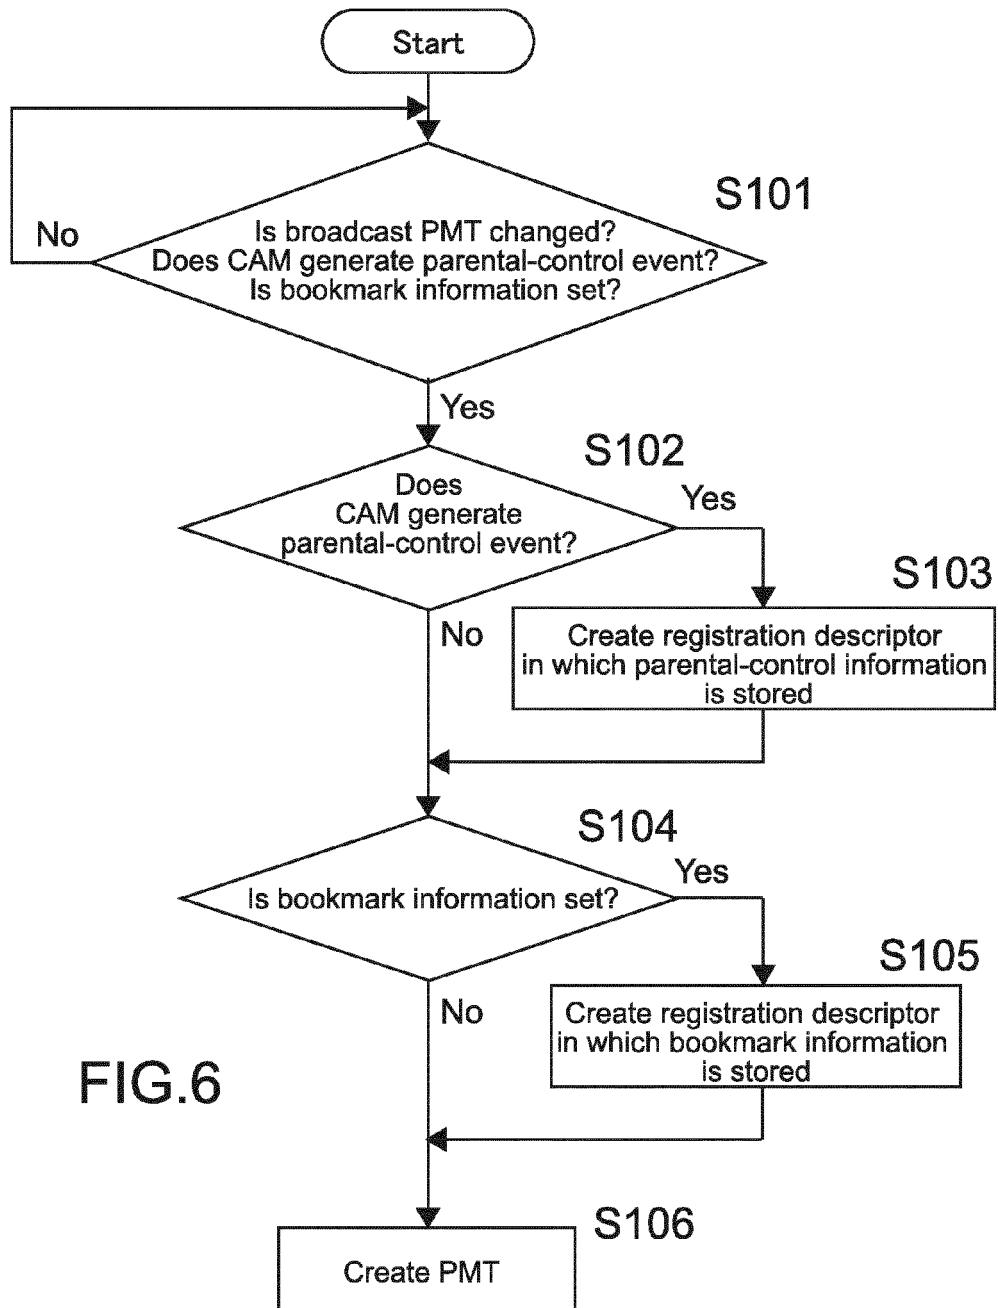 Start
S101
No
Is broadcast PMT changed?
Does CAM generate parental-control event?
Is bookmark information set?
Yes
S102
Does
CAM generate
parental-control event?
Yes
S103
No
Create registration descriptor
in which parental-control information
is stored
S104
Is bookmark information set?
Yes
S105
No
Create registration descriptor
in which bookmark information
is stored
FIG.6
S106
Create PMT